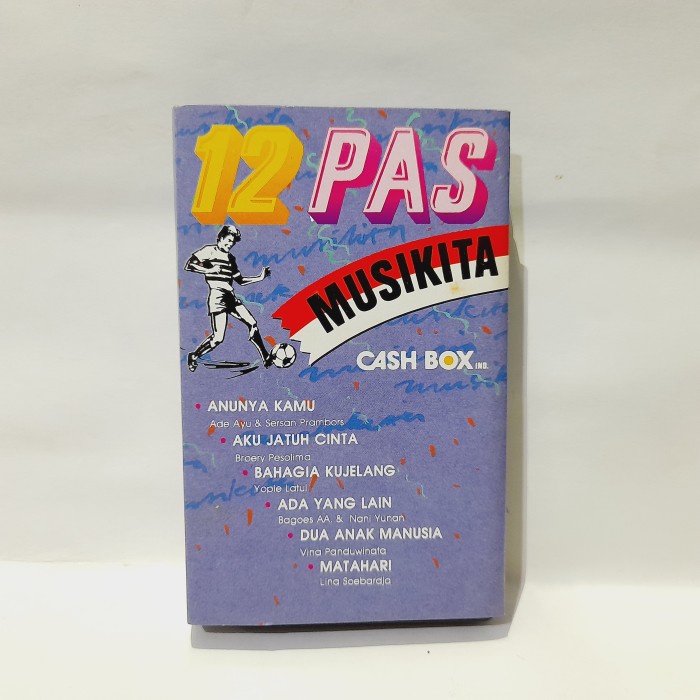 12 PAS
MUSIKITA
CASH BOX IND.
• ANUNYA KAMU
Ade Ayu & Sersan Prambors
• AKU JATUH CINTA
Broery Pesolima
• BAHAGIA KUJELANG
Yopie Latul
• ADA YANG LAIN
Bagoes AA. & Nani Yunan
• DUA ANAK MANUSIA
Vina Panduwinata
• MATAHARI
Lina Soebardja